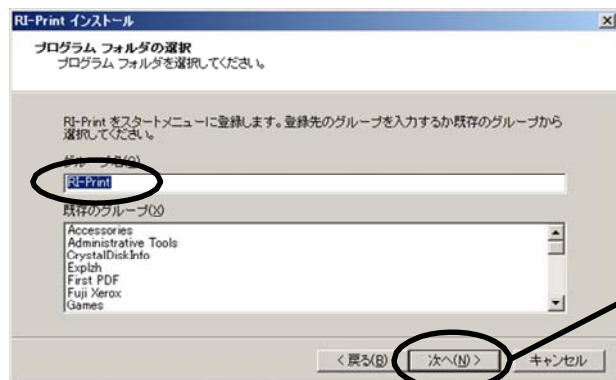 RI-Print インストール
プログラム フォルダの選択
プログラム フォルダを選択してください。
RI-Print をスタートメニューに登録します。登録先のグループを入力するか既存のグループから
選択してください。
グループ名(G)
RI-Print
既存のグループ(X)
Accessories
Administrative Tools
CrystalDiskInfo
Explzh
First PDF
Fuji Xerox
Games
< 戻る(B)
次へ(N) >
キャンセル